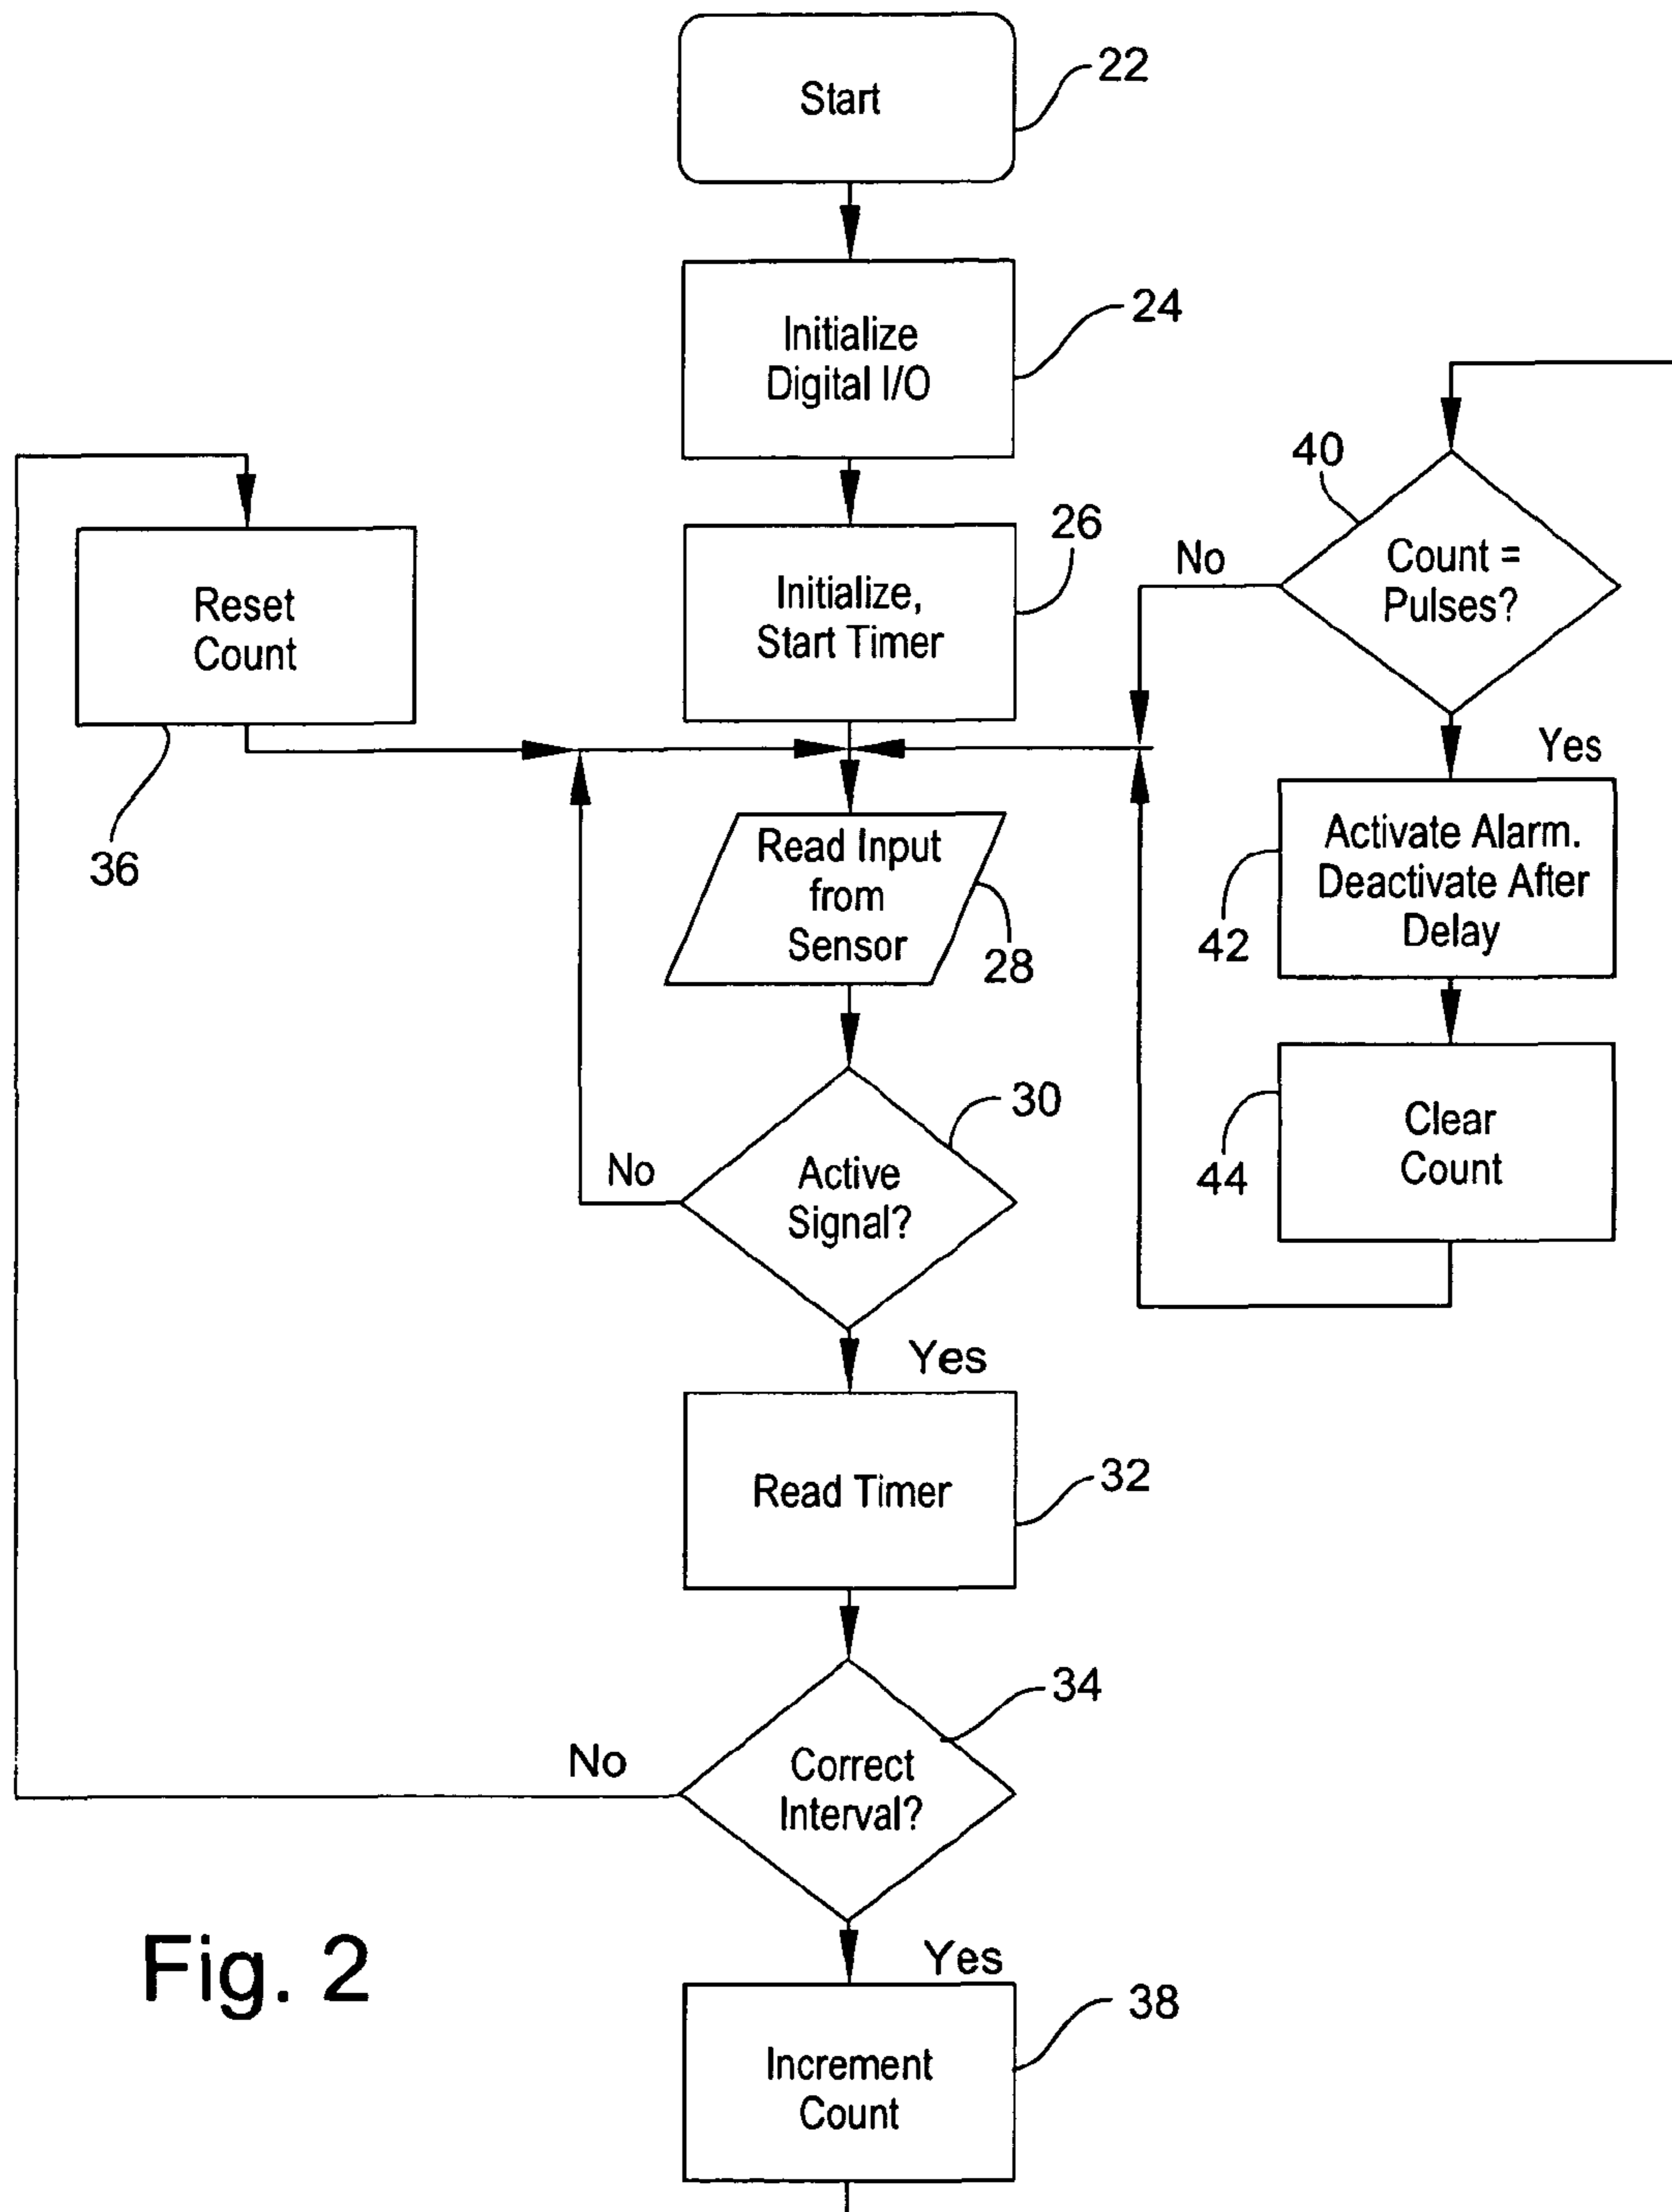 Start
22
Initialize
Digital I/O
24
Initialize,
Start Timer
26
Reset
Count
36
Read Input
from
Sensor
28
Active
Signal?
30
No
Yes
Read Timer
32
Correct
Interval?
34
No
Yes
Increment
Count
38
40
Count =
Pulses?
No
Yes
Activate Alarm.
Deactivate After
Delay
42
Clear
Count
44
Fig. 2